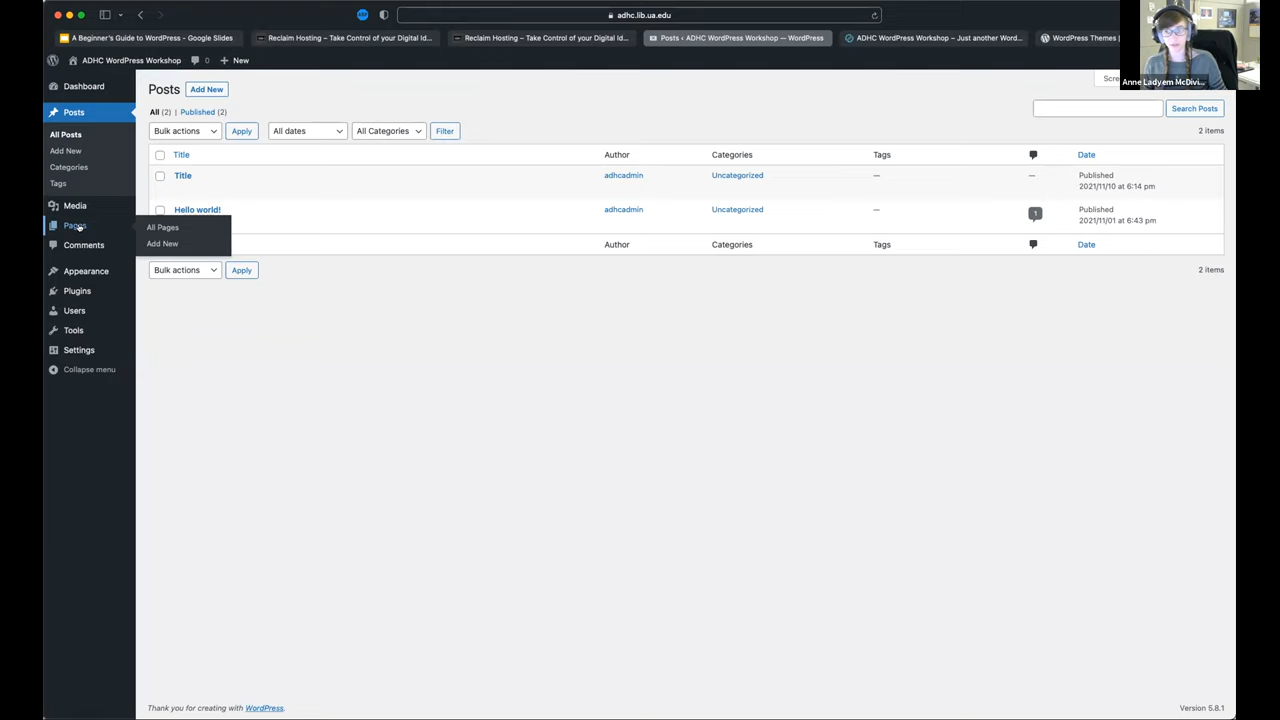 adhc.lib.ua.edu
A Beginner's Guide to WordPress - Google Slides
Reclaim Hosting – Take Control of your Digital Id...
Reclaim Hosting – Take Control of your Digital Id...
Posts ‹ ADHC WordPress Workshop — WordPress
ADHC WordPress Workshop – Just another Word...
WordPress Themes |
Anne Ladyem McDivi...
ADHC WordPress Workshop
0
New
Dashboard
Posts
All Posts
Add New
Categories
Tags
Media
Pages
All Pages
Add New
Comments
Appearance
Plugins
Users
Tools
Settings
Collapse menu
Posts
Add New
Scree
All (2) | Published (2)
Search Posts
Bulk actions
Apply
All dates
All Categories
Filter
2 items
Title
Author
Categories
Tags
Date
Title
adhcadmin
Uncategorized
—
—
Published
2021/11/10 at 6:14 pm
Hello world!
adhcadmin
Uncategorized
—
1
Published
2021/11/01 at 6:43 pm
Author
Categories
Tags
Date
Bulk actions
Apply
2 items
Thank you for creating with WordPress.
Version 5.8.1